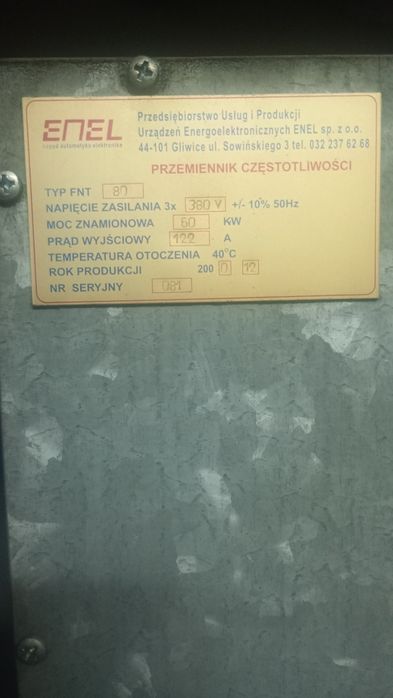 ENEL
napęd automatyka elektronika
Przedsiębiorstwo Usług i Produkcji
Urządzeń Energoelektronicznych ENEL sp. z o.o.
44-101 Gliwice ul. Sowińskiego 3 tel. 032 237 62 68
PRZEMIENNIK CZĘSTOTLIWOŚCI
TYP FNT 80
NAPIĘCIE ZASILANIA 3x 380 V +/- 10% 50Hz
MOC ZNAMIONOWA 60 KW
PRĄD WYJŚCIOWY 122 A
TEMPERATURA OTOCZENIA 40°C
ROK PRODUKCJI 200 0 12
NR SERYJNY 081